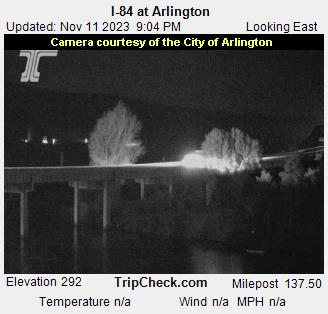 I-84 at Arlington
Updated: Nov 11 2023 9:04 PM Looking East
Camera courtesy of the City of Arlington
Elevation 292 TripCheck.com Milepost 137.50
Temperature n/a Wind n/a MPH n/a